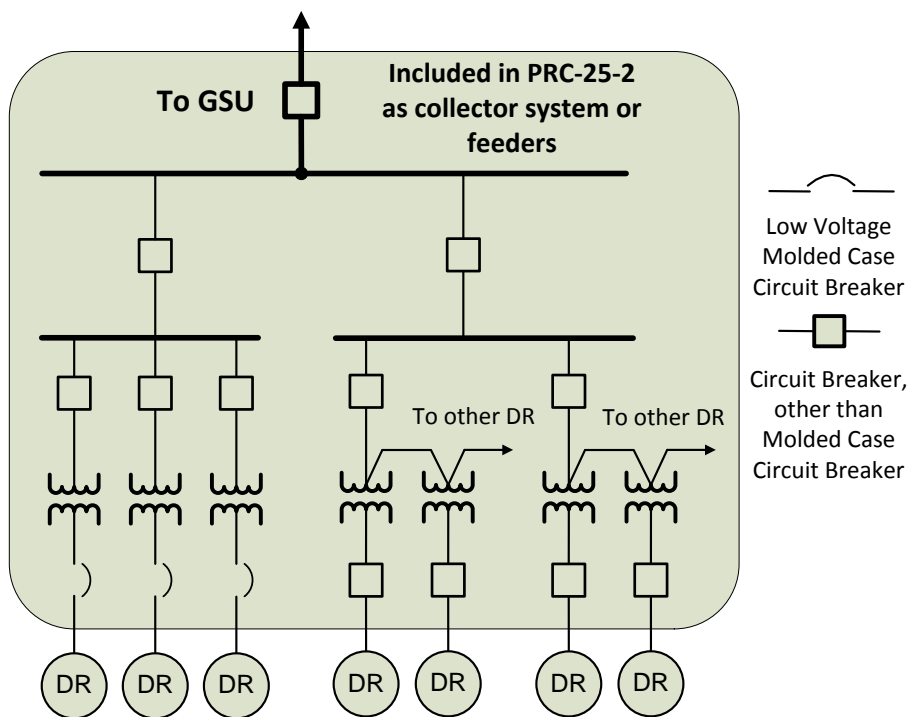 To GSU
Included in PRC-25-2
as collector system or
feeders
Low Voltage
Molded Case
Circuit Breaker
Circuit Breaker,
other than
Molded Case
Circuit Breaker
To other DR
To other DR
DR
DR
DR
DR
DR
DR
DR